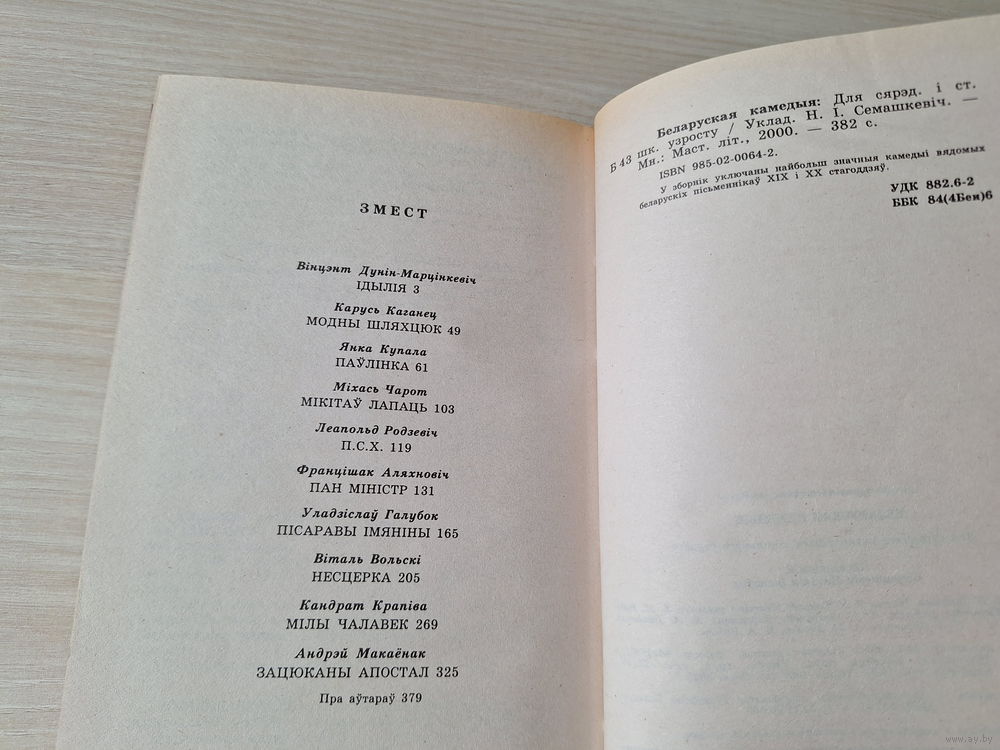 ЗМЕСТ
Вінцэнт Дунін-Марцінкевіч
ІДЫЛІЯ 3
Карусь Каганец
МОДНЫ ШЛЯХЦЮК 49
Янка Купала
ПАЎЛІНКА 61
Міхась Чарот
МІКІТАЎ ЛАПАЦЬ 103
Леапольд Родзевіч
П.С.Х. 119
Францішак Аляхновіч
ПАН МІНІСТР 131
Уладзіслаў Галубок
ПІСАРАВЫ ІМЯНІНЫ 165
Віталь Вольскі
НЕСЦЕРКА 205
Кандрат Крапіва
МІЛЫ ЧАЛАВЕК 269
Андрэй Макаёнак
ЗАЦЮКАНЫ АПОСТАЛ 325
Пра аўтараў 379
Беларуская камедыя: Для сярэд. і ст.
Б 43 шк. узросту / Уклад. Н. І. Семашкевіч. —
Мн.: Маст. літ., 2000. — 382 с.
ISBN 985-02-0064-2.
У зборнік уключаны найбольш значныя камедыі вядомых
беларускіх пісьменнікаў XIX і XX стагоддзяў.
УДК 882.6-2
ББК 84(4Беи)6
www.ay.by